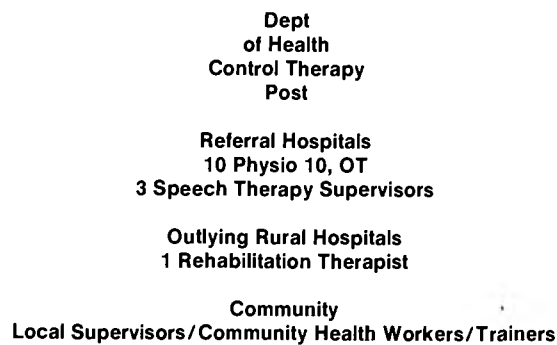 Dept
of Health
Control Therapy
Post
Referral Hospitals
10 Physio 10, OT
3 Speech Therapy Supervisors
Outlying Rural Hospitals
1 Rehabilitation Therapist
Community
Local Supervisors/Community Health Workers/Trainers